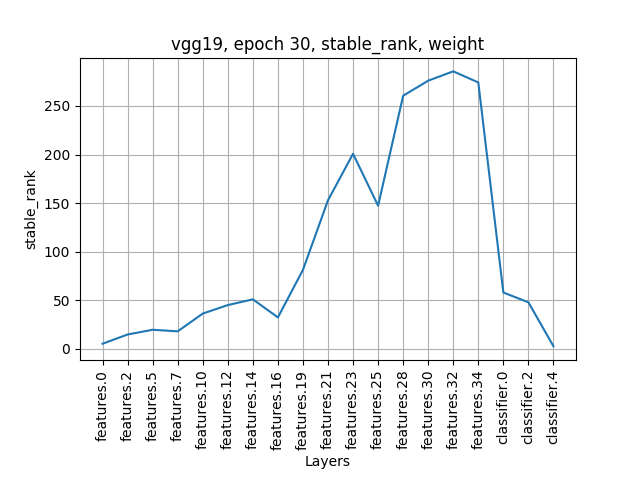 vgg19, epoch 30, stable_rank, weight
250
200
150
100
50
0
stable_rank
features.0
features.2
features.5
features.7
features.10
features.12
features.14
features.16
features.19
features.21
features.23
features.25
features.28
features.30
features.32
features.34
classifier.0
classifier.2
classifier.4
Layers